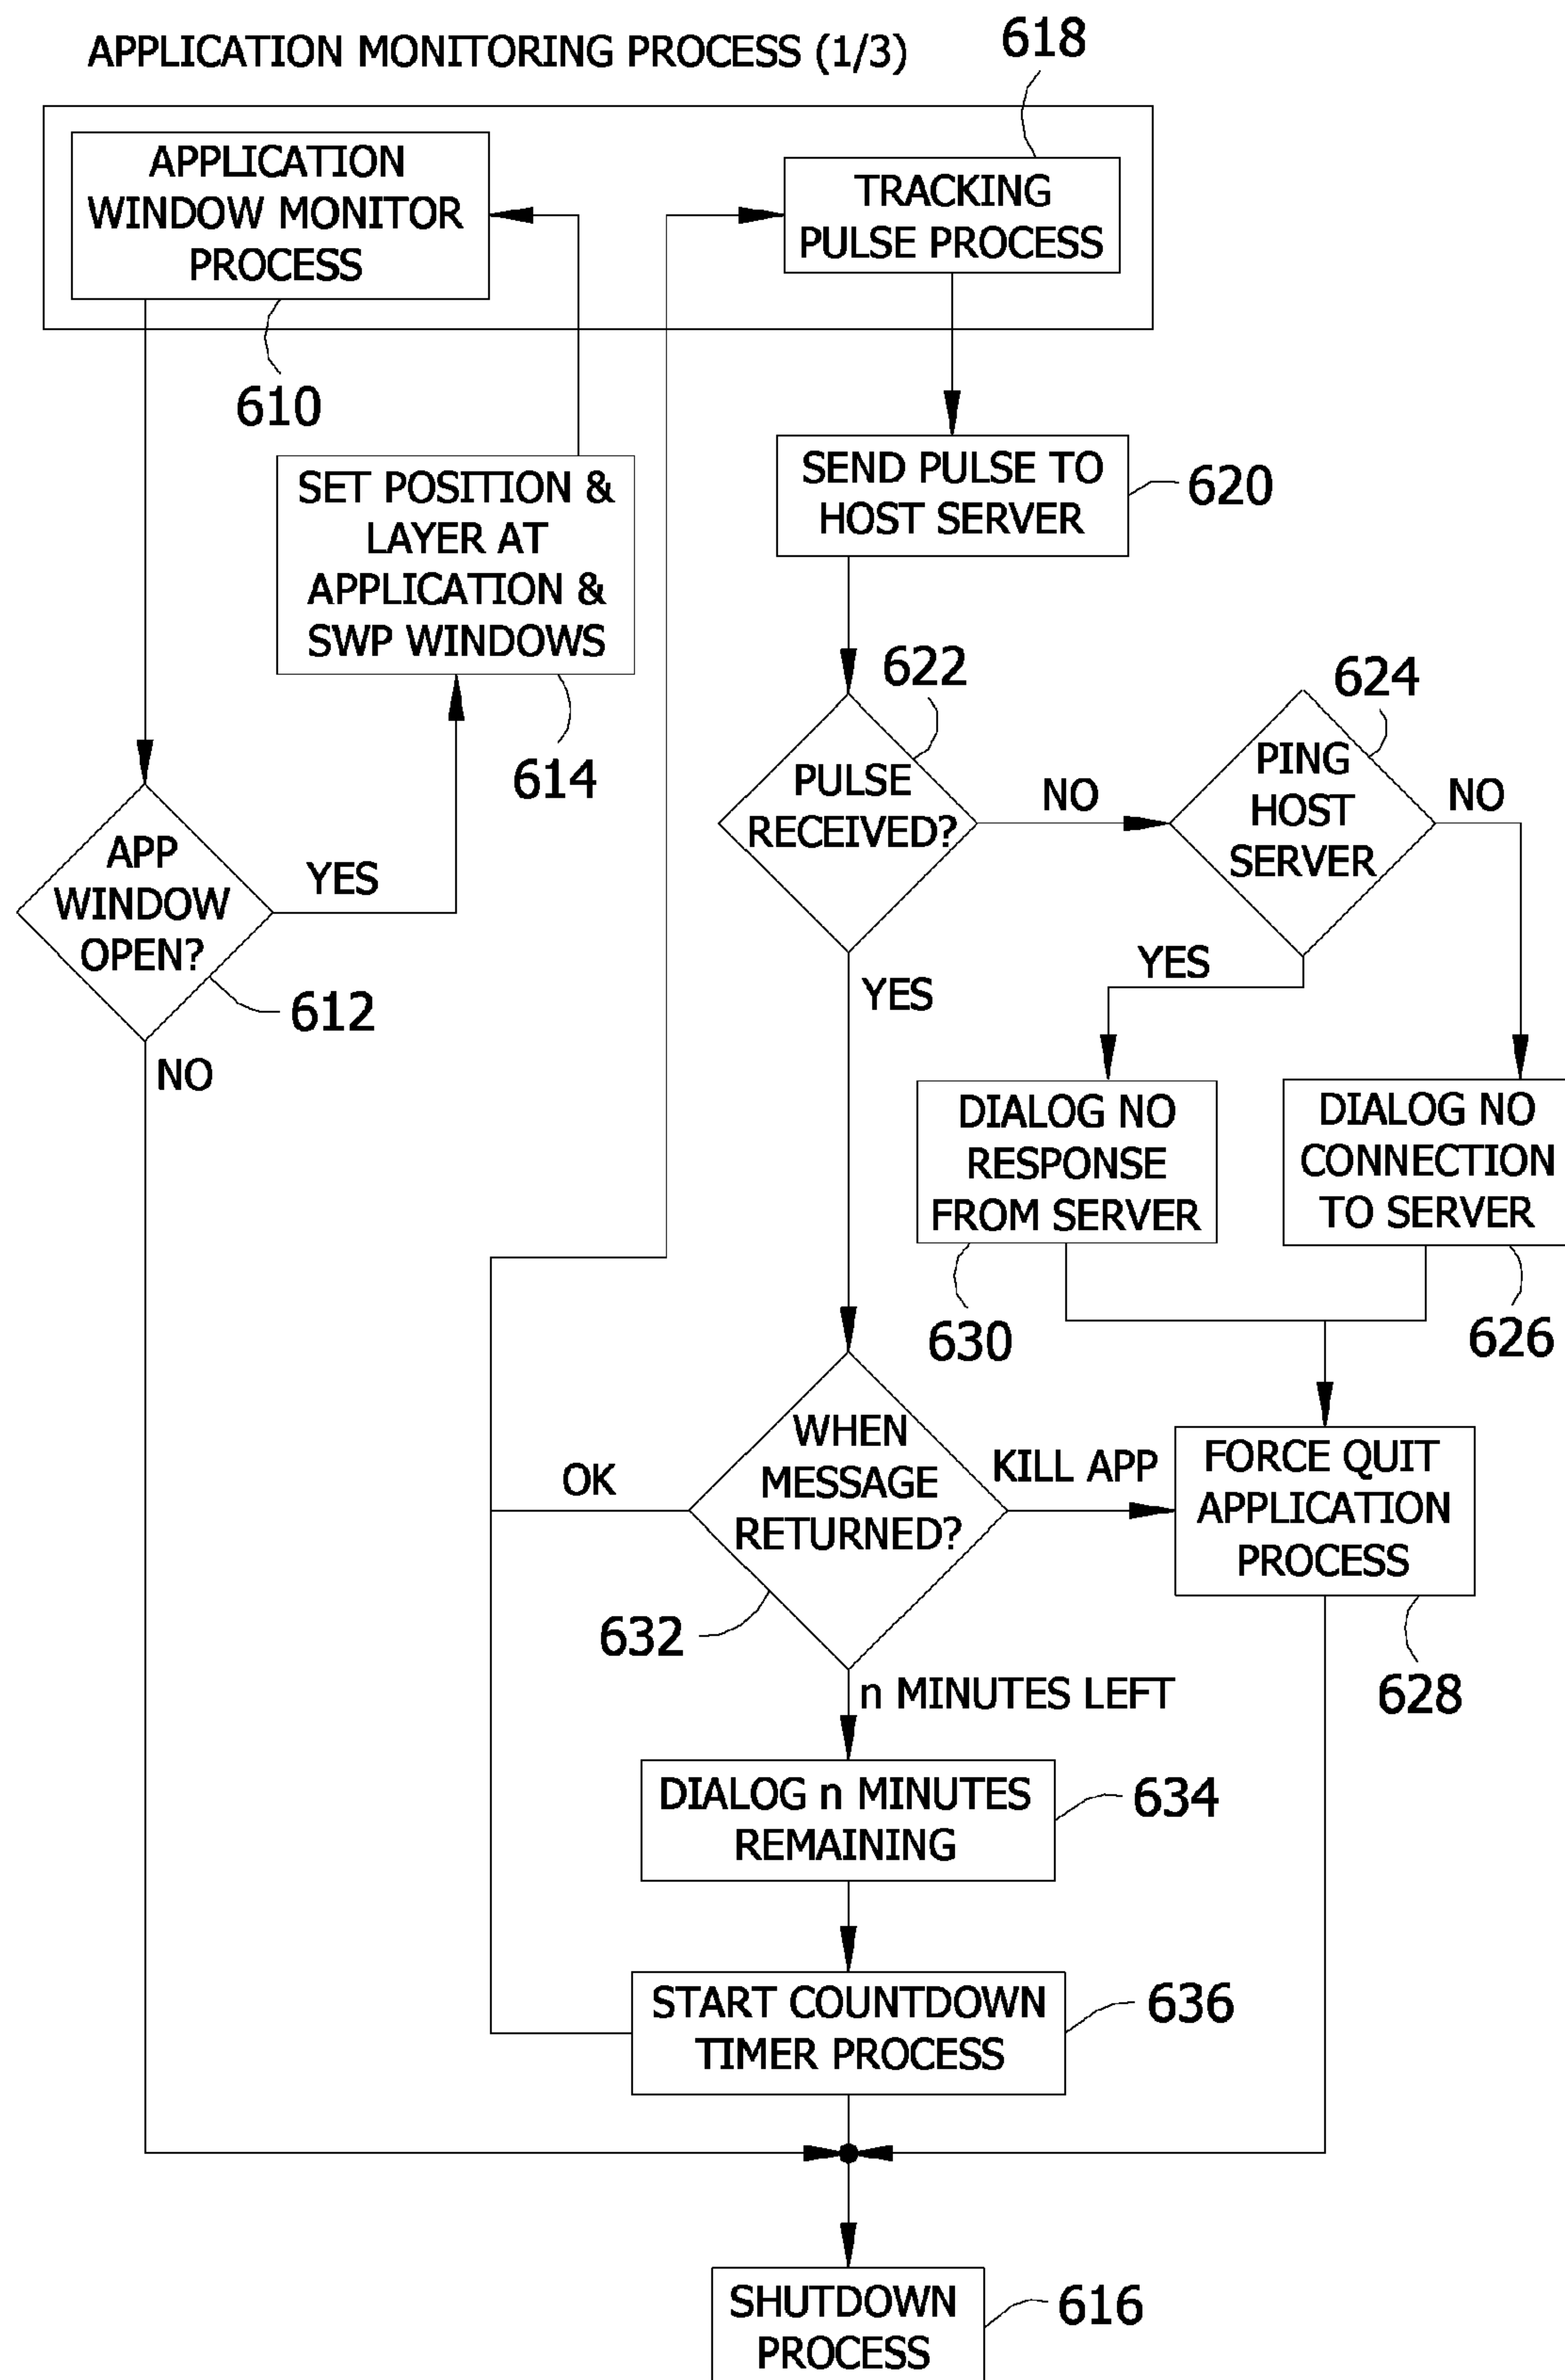 APPLICATION MONITORING PROCESS (1/3)
618
APPLICATION
WINDOW MONITOR
PROCESS
TRACKING
PULSE PROCESS
610
SET POSITION &
LAYER AT
APPLICATION &
SWP WINDOWS
614
SEND PULSE TO
HOST SERVER
620
622
624
PULSE
RECEIVED?
NO
PING
HOST
SERVER
NO
APP
WINDOW
OPEN?
YES
612
NO
YES
YES
DIALOG NO
RESPONSE
FROM SERVER
DIALOG NO
CONNECTION
TO SERVER
630
626
WHEN
MESSAGE
RETURNED?
OK
KILL APP
FORCE QUIT
APPLICATION
PROCESS
632
628
n MINUTES LEFT
DIALOG n MINUTES
REMAINING
634
START COUNTDOWN
TIMER PROCESS
636
SHUTDOWN
PROCESS
616